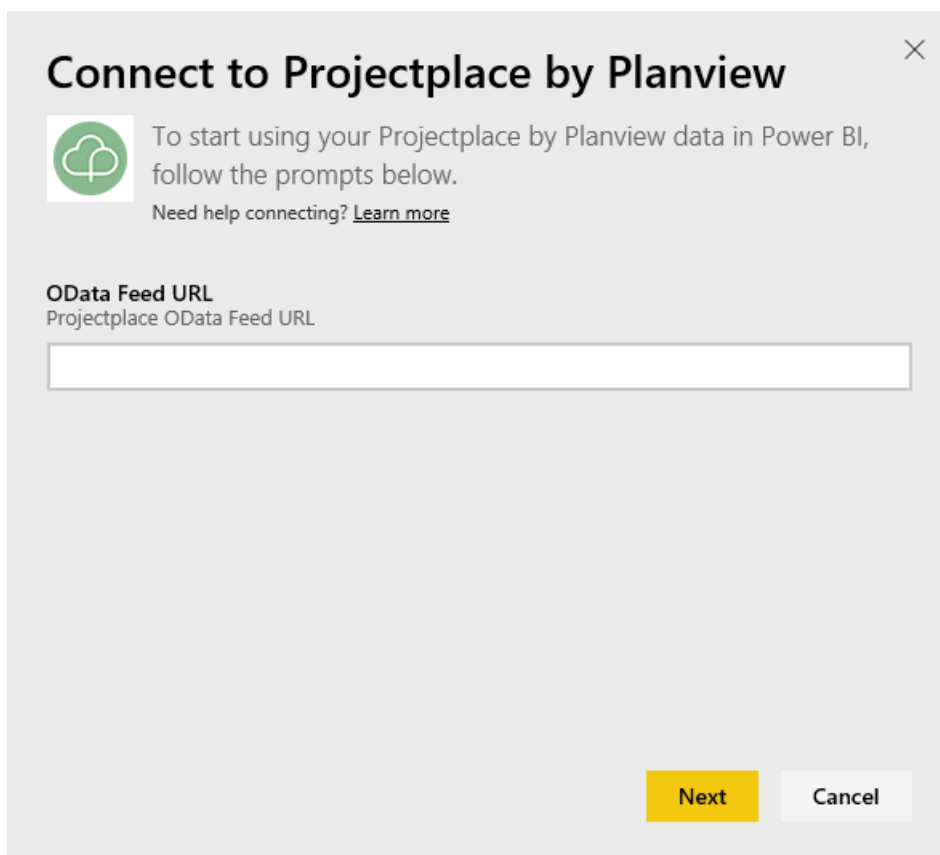 Connect to Projectplace by Planview
To start using your Projectplace by Planview data in Power BI,
follow the prompts below.
Need help connecting? Learn more
OData Feed URL
Projectplace OData Feed URL
Next Cancel